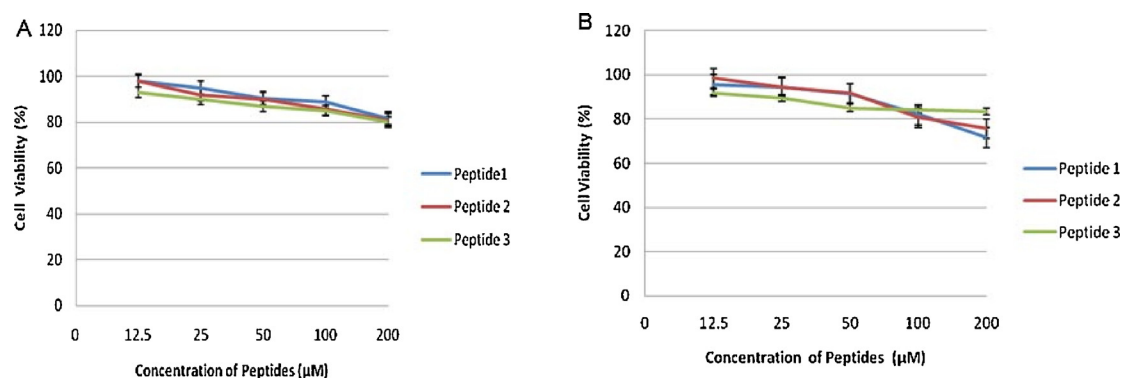 A
120
100
80
60
40
20
0
Cell Viability (%)
0 12.5 25 50 100 200
Concentration of Peptides (µM)
Peptide1
Peptide 2
Peptide 3
B
120
100
80
60
40
20
0
Cell Viability (%)
0 12.5 25 50 100 200
Concentration of Peptides (µM)
Peptide 1
Peptide 2
Peptide 3